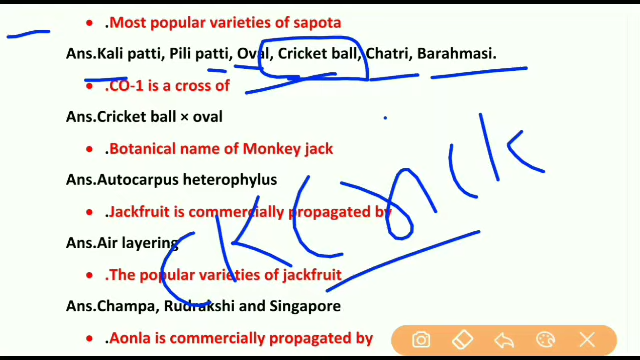 .Most popular varieties of sapota
Ans.Kali patti, Pili patti, Oval, Cricket ball, Chatri, Barahmasi.
.CO-1 is a cross of
Ans.Cricket ball × oval
.Botanical name of Monkey jack
Ans.Autocarpus heterophylus
.Jackfruit is commercially propagated by
Ans.Air layering
.The popular varieties of jackfruit
Ans.Champa, Rudrakshi and Singapore
.Aonla is commercially propagated by